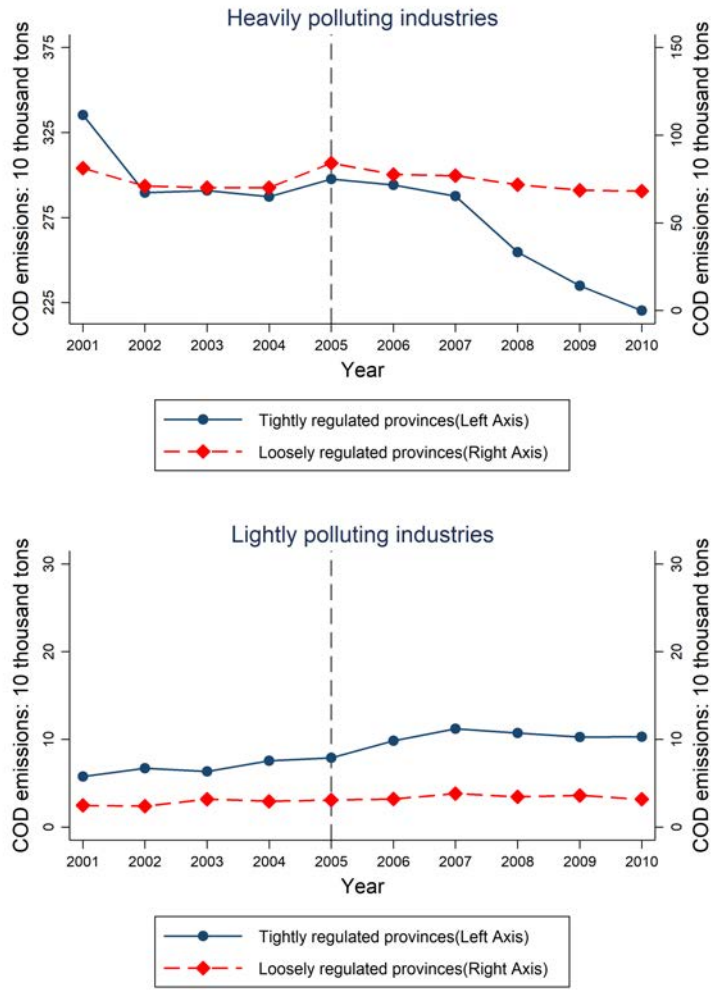 Heavily polluting industries
COD emissions: 10 thousand tons
375
325
275
225
150
100
50
0
COD emissions: 10 thousand tons
2001 2002 2003 2004 2005 2006 2007 2008 2009 2010
Year
Tightly regulated provinces(Left Axis)
Loosely regulated provinces(Right Axis)
Lightly polluting industries
COD emissions: 10 thousand tons
30
20
10
0
30
20
10
0
COD emissions: 10 thousand tons
2001 2002 2003 2004 2005 2006 2007 2008 2009 2010
Year
Tightly regulated provinces(Left Axis)
Loosely regulated provinces(Right Axis)